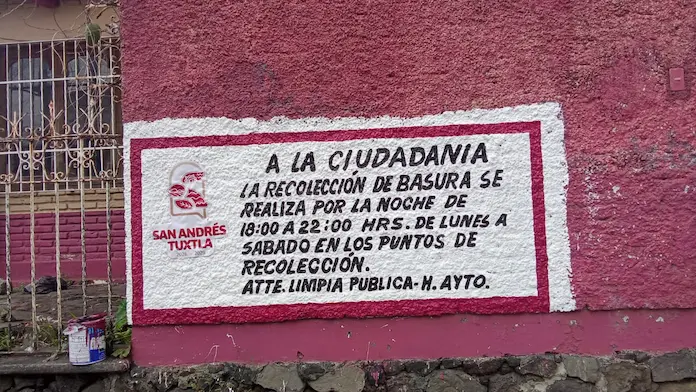 A LA CIUDADANIA
LA RECOLECCIÓN DE BASURA SE
REALIZA POR LA NOCHE DE
18:00 A 22:00 HRS. DE LUNES A
SABADO EN LOS PUNTOS DE
RECOLECCIÓN.
ATTE. LIMPIA PUBLICA-H. AYTO.
SAN ANDRÉS
TUXTLA